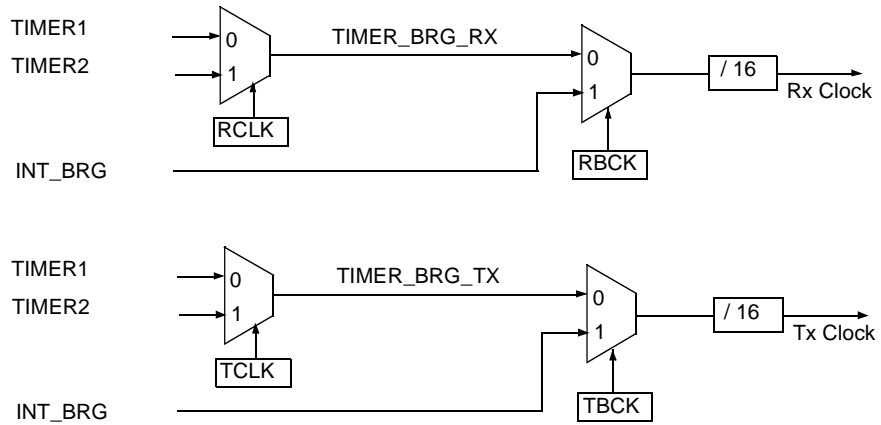 TIMER1
0
TIMER_BRG_RX
TIMER2
1
0
1
/ 16
Rx Clock
RCLK
RBCK
INT_BRG
TIMER1
0
TIMER_BRG_TX
TIMER2
1
0
1
/ 16
Tx Clock
TCLK
TBCK
INT_BRG